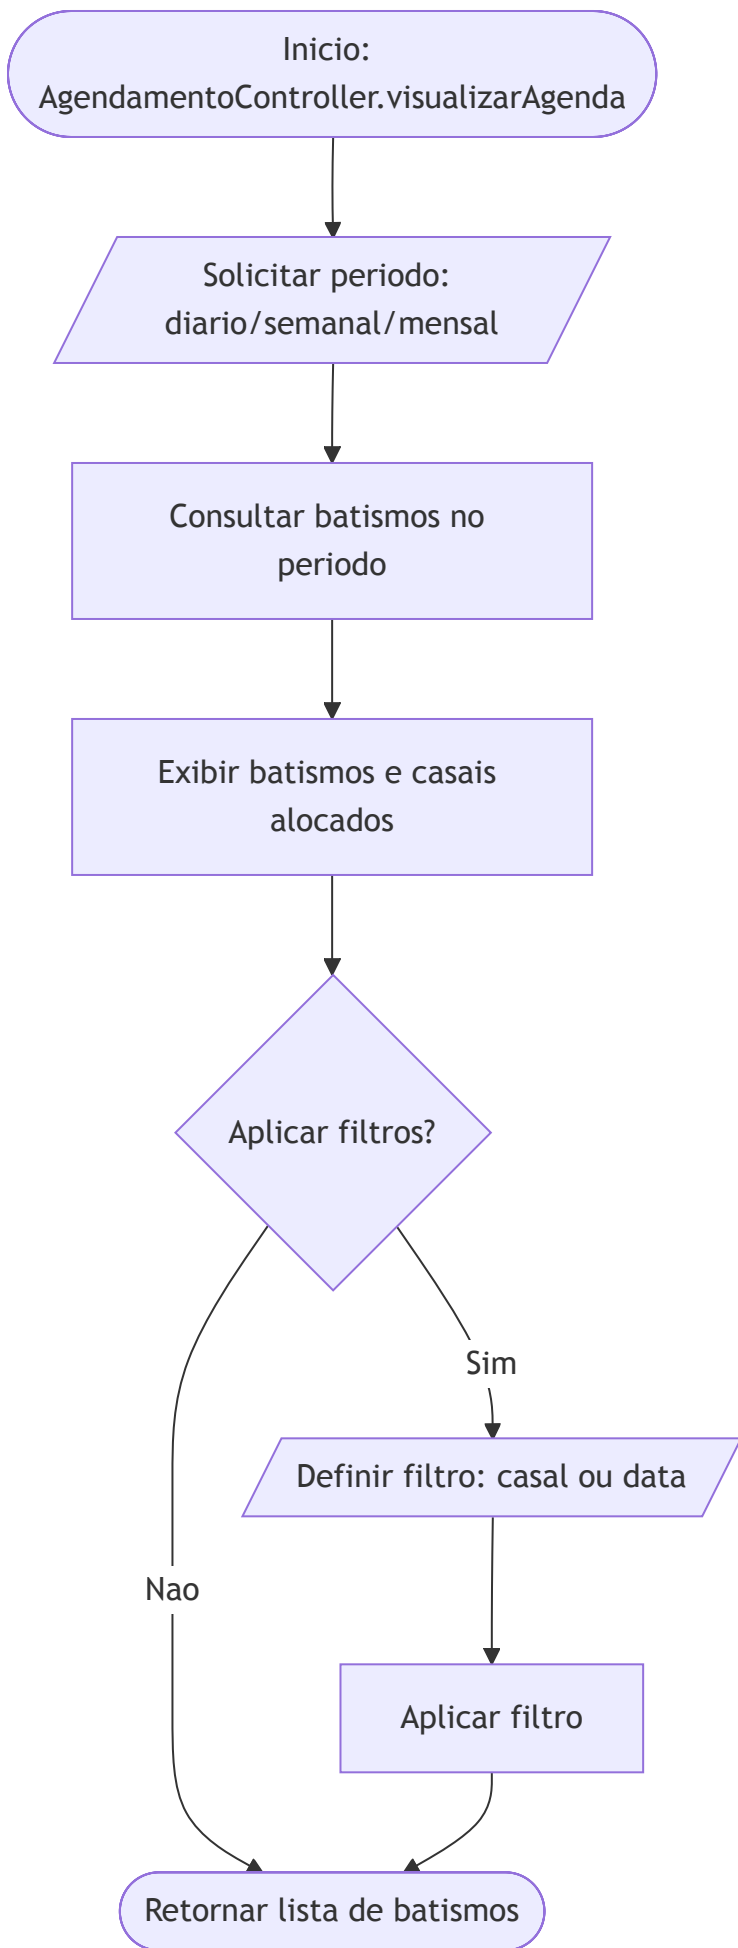 Inicio:
AgendamentoController.visualizarAgenda
Solicitar periodo:
diario/semanal/mensal
Consultar batismos no
periodo
Exibir batismos e casais
alocados
Aplicar filtros?
Sim
Definir filtro: casal ou data
Nao
Aplicar filtro
Retornar lista de batismos